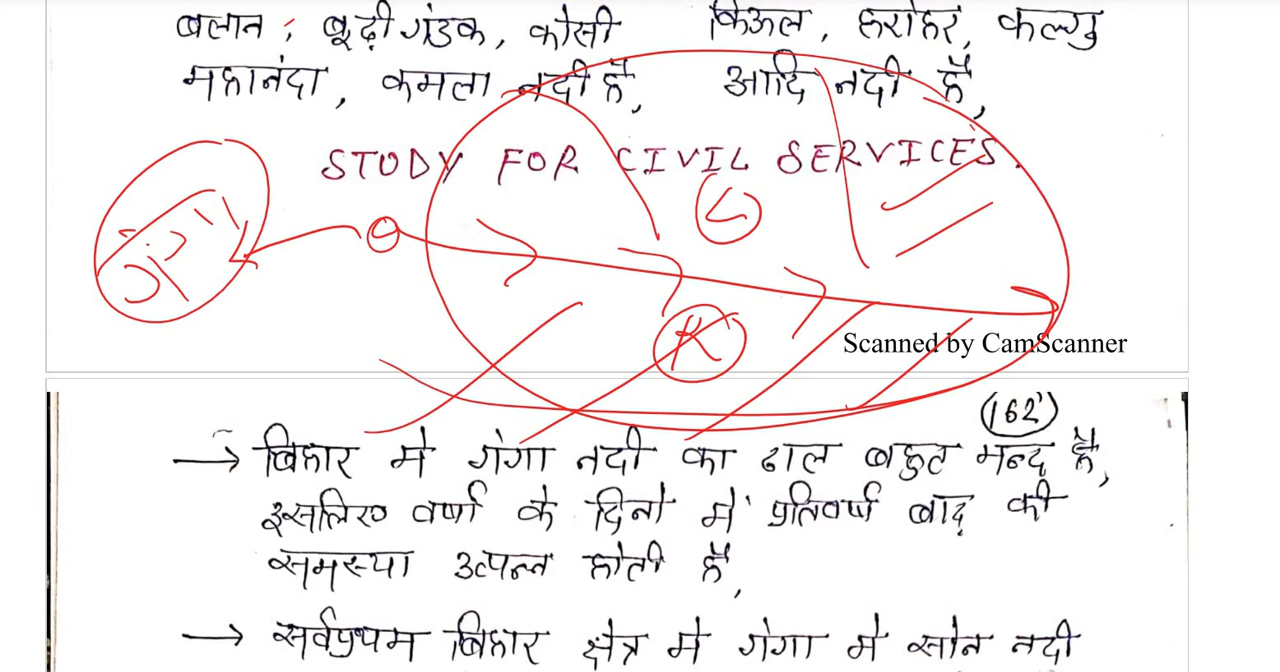 बलान, बूढ़ी गंडक, कोसी किऊल, हरोहर, फल्गु
महानंदा, कमला नदी है, आदि नदी है,
STUDY FOR CIVIL SERVICES.
L
R
Scanned by CamScanner
(162)
→ बिहार मे गंगा नदी का ढाल बहुत मन्द है,
इसलिए वर्षा के दिनो मे प्रतिवर्ष बाढ़ की
समस्या उत्पन्न होती है,
→ सर्वप्रथम बिहार क्षेत्र मे गंगा मे सोन नदी